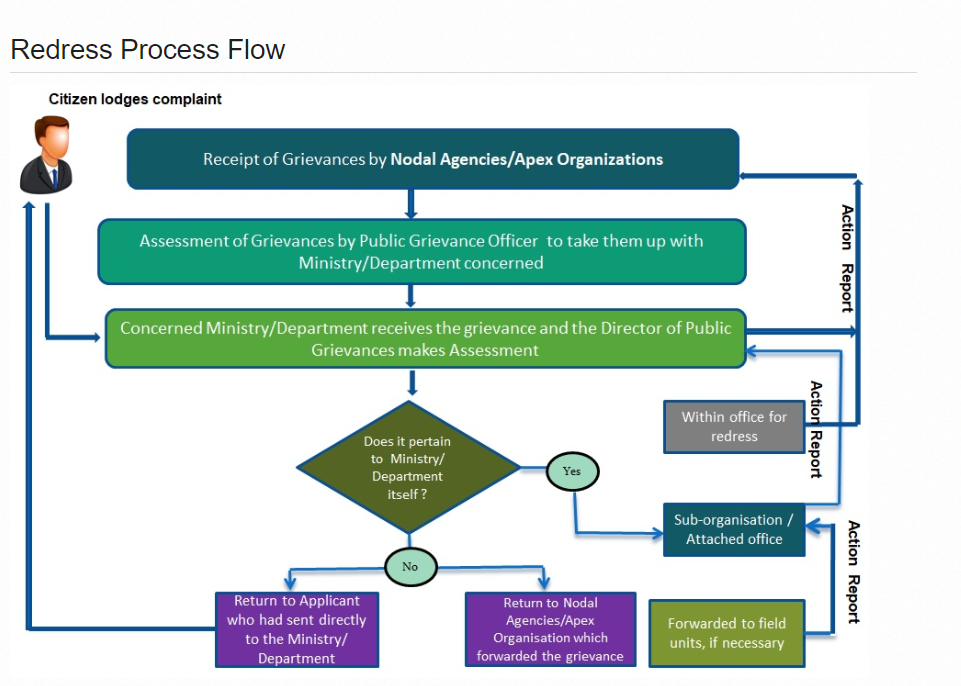 Redress Process Flow
Citizen lodges complaint
Receipt of Grievances by Nodal Agencies/Apex Organizations
Assessment of Grievances by Public Grievance Officer to take them up with
Ministry/Department concerned
Concerned Ministry/Department receives the grievance and the Director of Public
Grievances makes Assessment
Action Report
Within office for
redress
Action Report
Does it pertain
to Ministry/
Department
itself ?
Yes
Sub-organisation /
Attached office
Action Report
No
Return to Applicant
who had sent directly
to the Ministry/
Department
Return to Nodal
Agencies/Apex
Organisation which
forwarded the grievance
Forwarded to field
units, if necessary